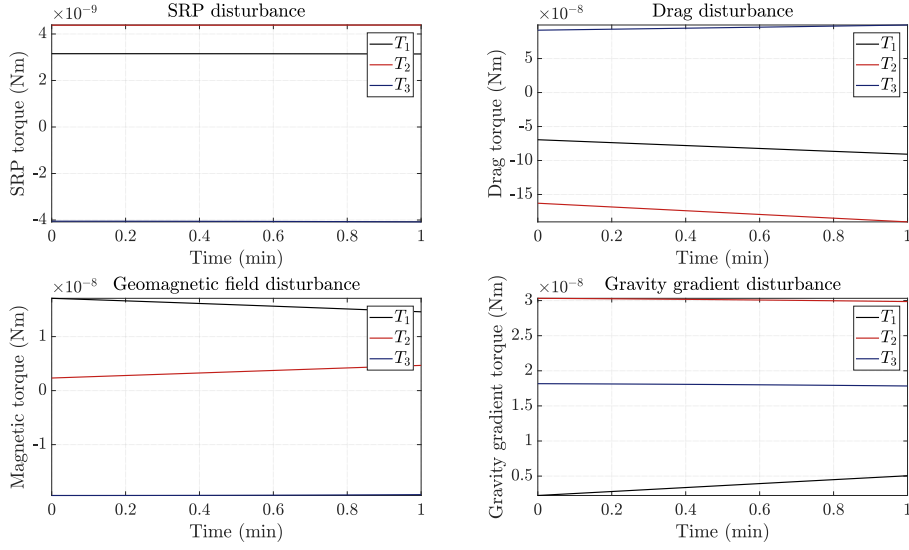 SRP disturbance
×10⁻⁹
SRP torque (Nm)
4
2
0
-2
-4
T₁
T₂
T₃
0
0.2
0.4
0.6
0.8
1
Time (min)
Drag disturbance
×10⁻⁸
Drag torque (Nm)
5
0
-5
-10
-15
T₁
T₂
T₃
0
0.2
0.4
0.6
0.8
1
Time (min)
Geomagnetic field disturbance
×10⁻⁸
Magnetic torque (Nm)
1
0
-1
T₁
T₂
T₃
0
0.2
0.4
0.6
0.8
1
Time (min)
Gravity gradient disturbance
×10⁻⁸
Gravity gradient torque (Nm)
3
2.5
2
1.5
1
0.5
T₁
T₂
T₃
0
0.2
0.4
0.6
0.8
1
Time (min)